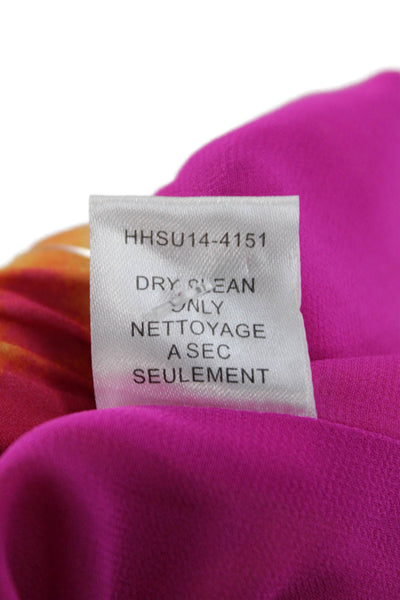 HHSU14-4151
DRY CLEAN
ONLY
NETTOYAGE
A SEC
SEULEMENT